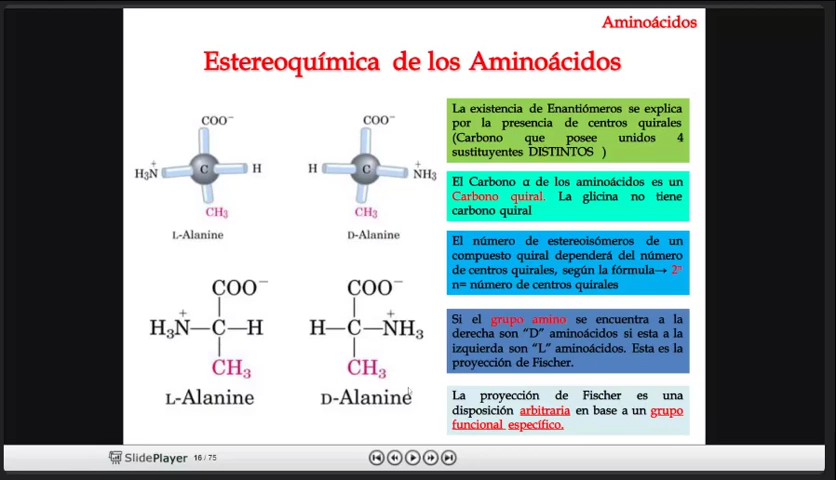 Aminoácidos
Estereoquímica de los Aminoácidos
COO⁻
H₃N⁺
C
H
CH₃
L-Alanine
COO⁻
H
C
⁺NH₃
CH₃
D-Alanine
COO⁻
H₃N⁺—C—H
CH₃
L-Alanine
COO⁻
H—C—⁺NH₃
CH₃
D-Alanine
La existencia de Enantiómeros se explica
por la presencia de centros quirales
(Carbono que posee unidos 4
sustituyentes DISTINTOS )
El Carbono α de los aminoácidos es un
Carbono quiral. La glicina no tiene
carbono quiral
El número de estereoisómeros de un
compuesto quiral dependerá del número
de centros quirales, según la fórmula→ 2ⁿ
n= número de centros quirales
Si el grupo amino se encuentra a la
derecha son “D” aminoácidos si esta a la
izquierda son “L” aminoácidos. Esta es la
proyección de Fischer.
La proyección de Fischer es una
disposición arbitraria en base a un grupo
funcional específico.
SlidePlayer 16 / 75